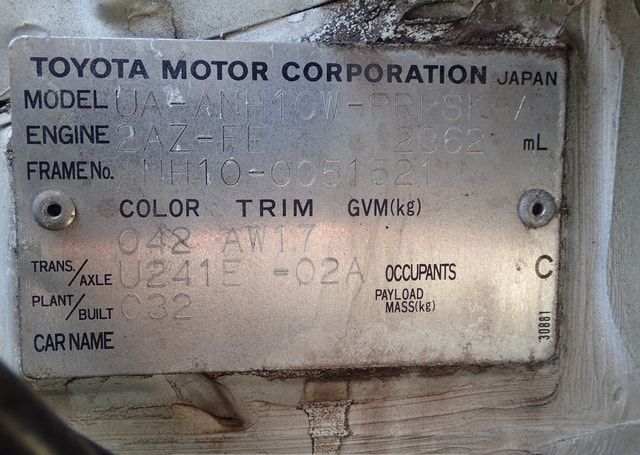 TOYOTA MOTOR CORPORATION JAPAN
MODEL UA-ANH10W-PRPSK-A
ENGINE 2AZ-FE 2362 mL
FRAME No. ANH10-0051521
COLOR TRIM GVM(kg)
042 AW17
TRANS./AXLE U241E -02A OCCUPANTS C
PLANT/BUILT C32 PAYLOAD MASS(kg)
CAR NAME
30881